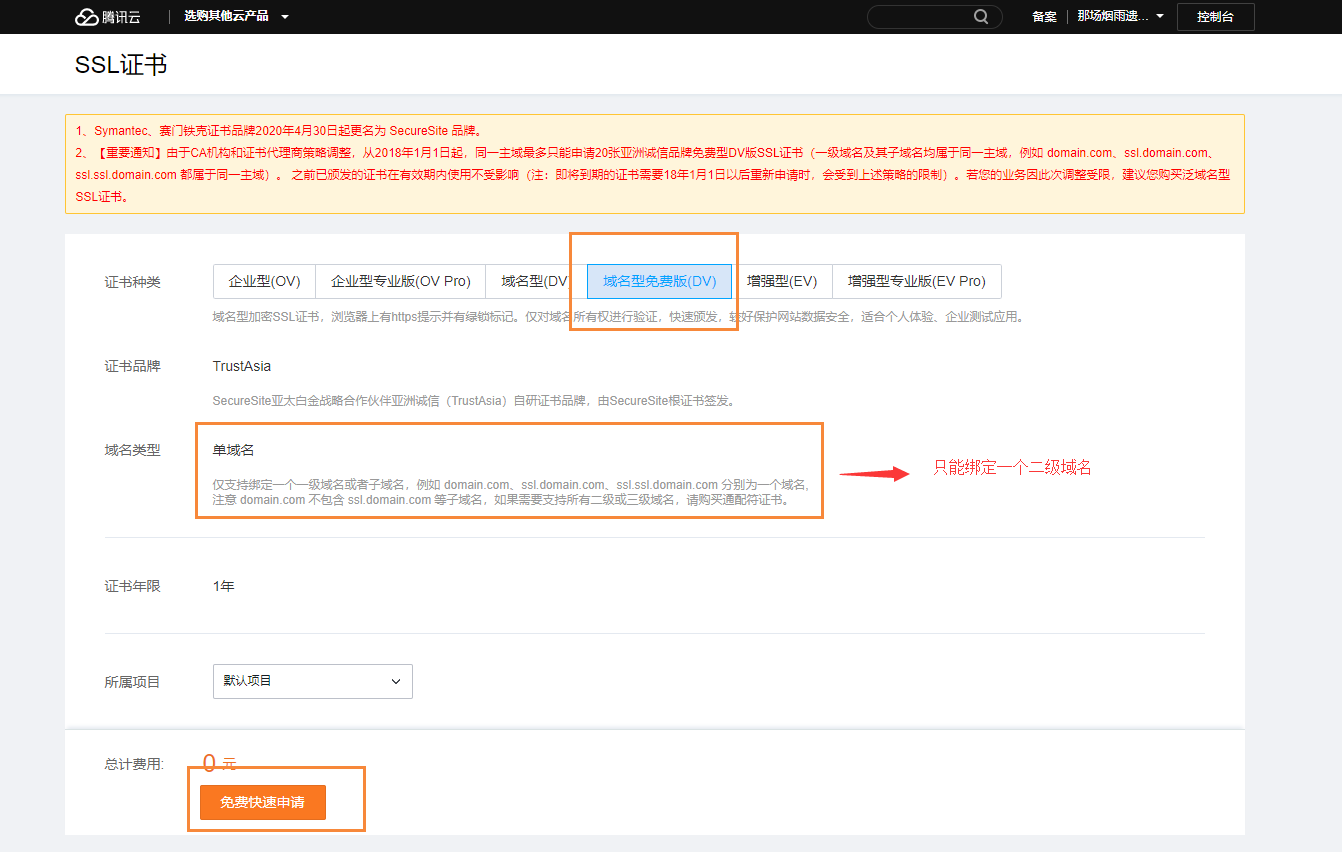 腾讯云
选购其他云产品
备案
那场烟雨逮...
控制台
SSL证书
1、Symantec、赛门铁克证书品牌2020年4月30日起更名为 SecureSite 品牌。
2、【重要通知】由于CA机构和证书代理商策略调整，从2018年1月1日起，同一主域最多只能申请20张亚洲诚信品牌免费型DV版SSL证书（一级域名及其子域名均属于同一主域，例如 domain.com、ssl.domain.com、
ssl.ssl.domain.com 都属于同一主域）。 之前已颁发的证书在有效期内使用不受影响（注：即将到期的证书需要18年1月1日以后重新申请时，会受到上述策略的限制）。若您的业务因此次调整受限，建议您购买泛域名型
SSL证书。
证书种类
企业型(OV)
企业型专业版(OV Pro)
域名型(DV)
域名型免费版(DV)
增强型(EV)
增强型专业版(EV Pro)
域名型加密SSL证书，浏览器上有https提示并有绿锁标记。仅对域名所有权进行验证，快速颁发，较好保护网站数据安全，适合个人体验、企业测试应用。
证书品牌
TrustAsia
SecureSite亚太白金战略合作伙伴亚洲诚信（TrustAsia）自研证书品牌，由SecureSite根证书签发。
域名类型
单域名
仅支持绑定一个一级域名或者子域名，例如 domain.com、ssl.domain.com、ssl.ssl.domain.com 分别为一个域名，
注意 domain.com 不包含 ssl.domain.com 等子域名，如果需要支持所有二级或三级域名，请购买通配符证书。
只能绑定一个二级域名
证书年限
1年
所属项目
默认项目
总计费用:
0 元
免费快速申请